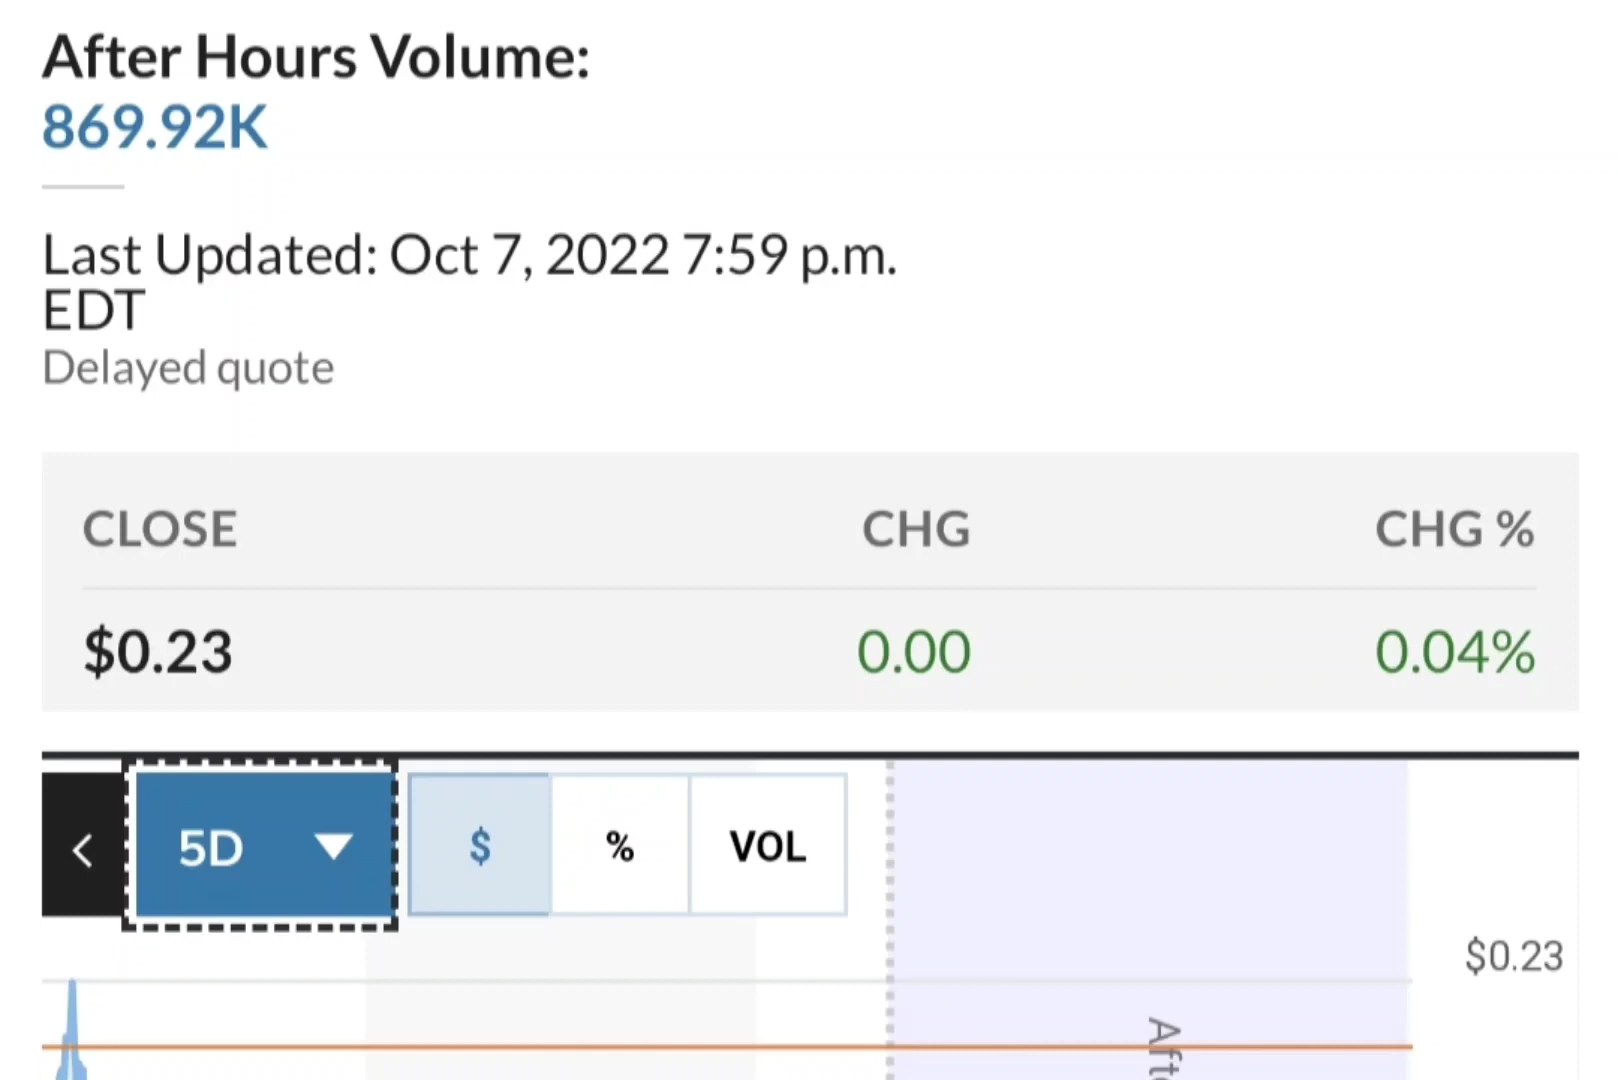 After Hours Volume:
869.92K
Last Updated: Oct 7, 2022 7:59 p.m.
EDT
Delayed quote
CLOSE CHG CHG %
$0.23 0.00 0.04%
5D $ % VOL
$0.23